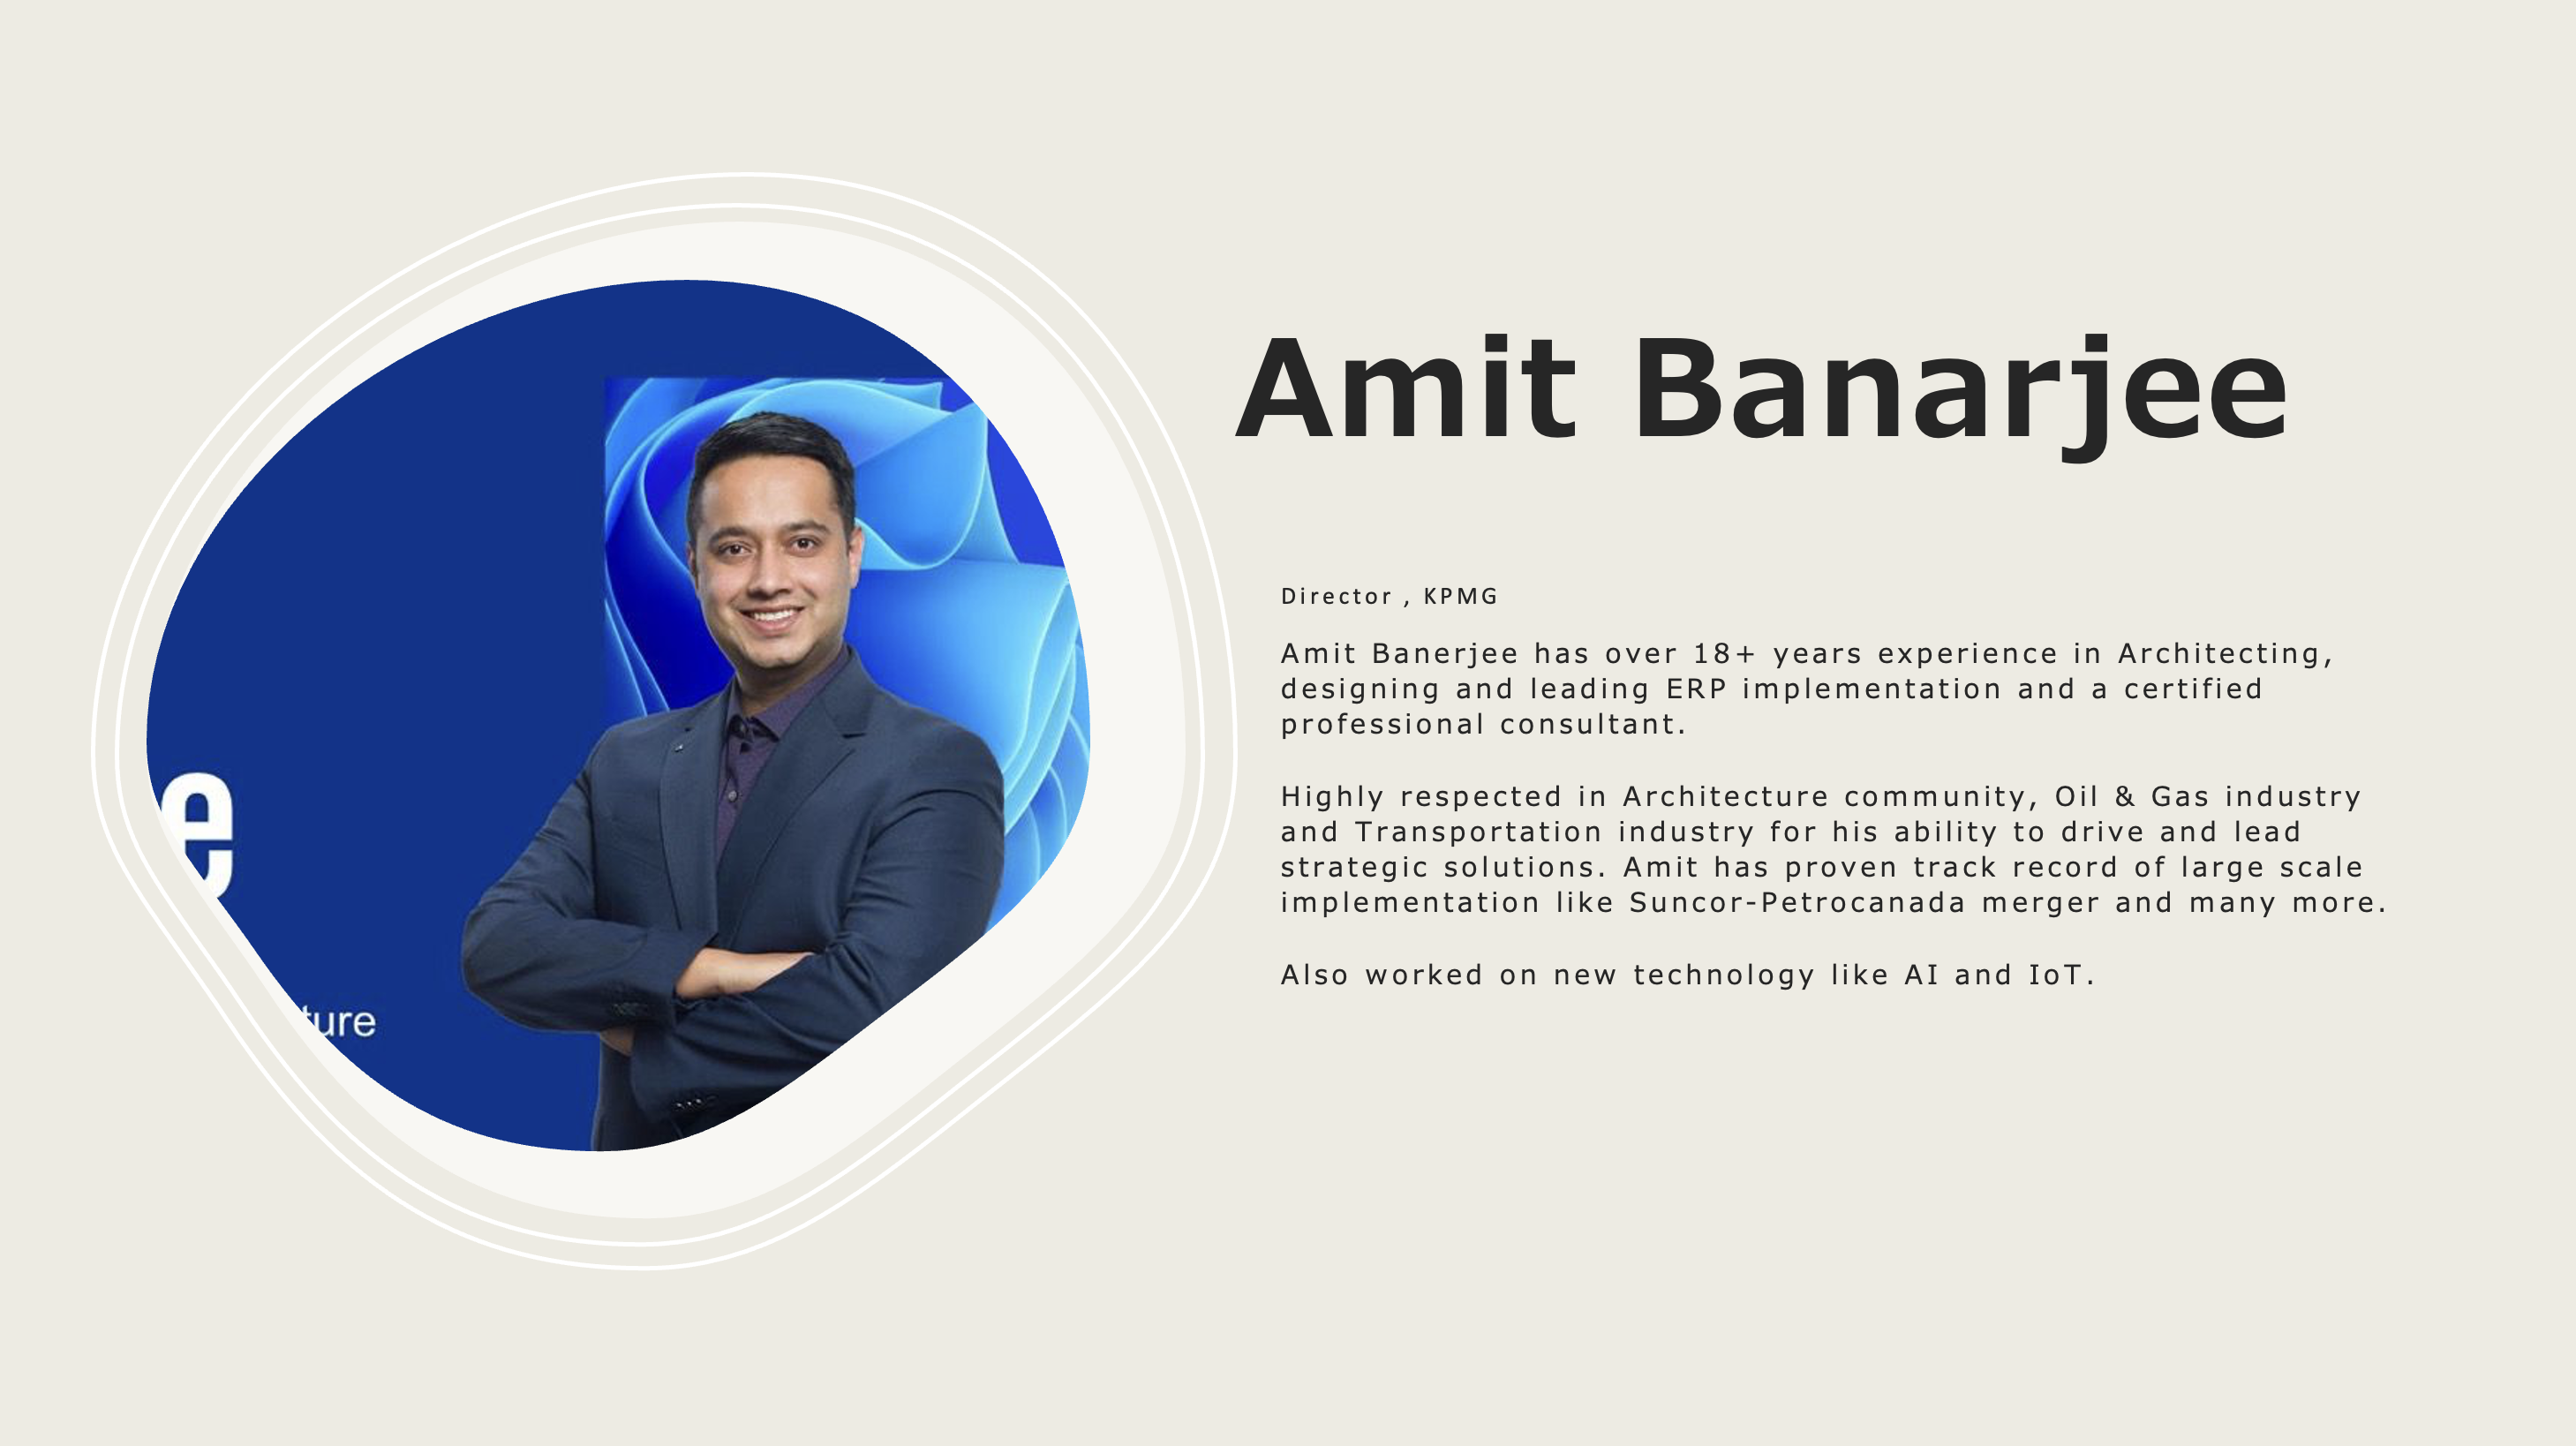 Amit Banarjee
Director , KPMG
Amit Banerjee has over 18+ years experience in Architecting,
designing and leading ERP implementation and a certified
professional consultant.
Highly respected in Architecture community, Oil & Gas industry
and Transportation industry for his ability to drive and lead
strategic solutions. Amit has proven track record of large scale
implementation like Suncor-Petrocanada merger and many more.
Also worked on new technology like AI and IoT.
e
ture